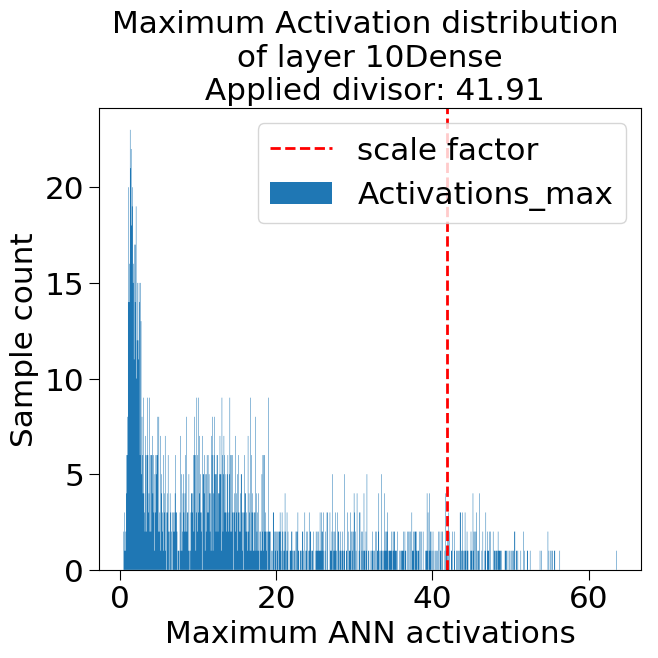 Maximum Activation distribution
of layer 10Dense
Applied divisor: 41.91
scale factor
Activations_max
Sample count
20
15
10
5
0
0 20 40 60
Maximum ANN activations